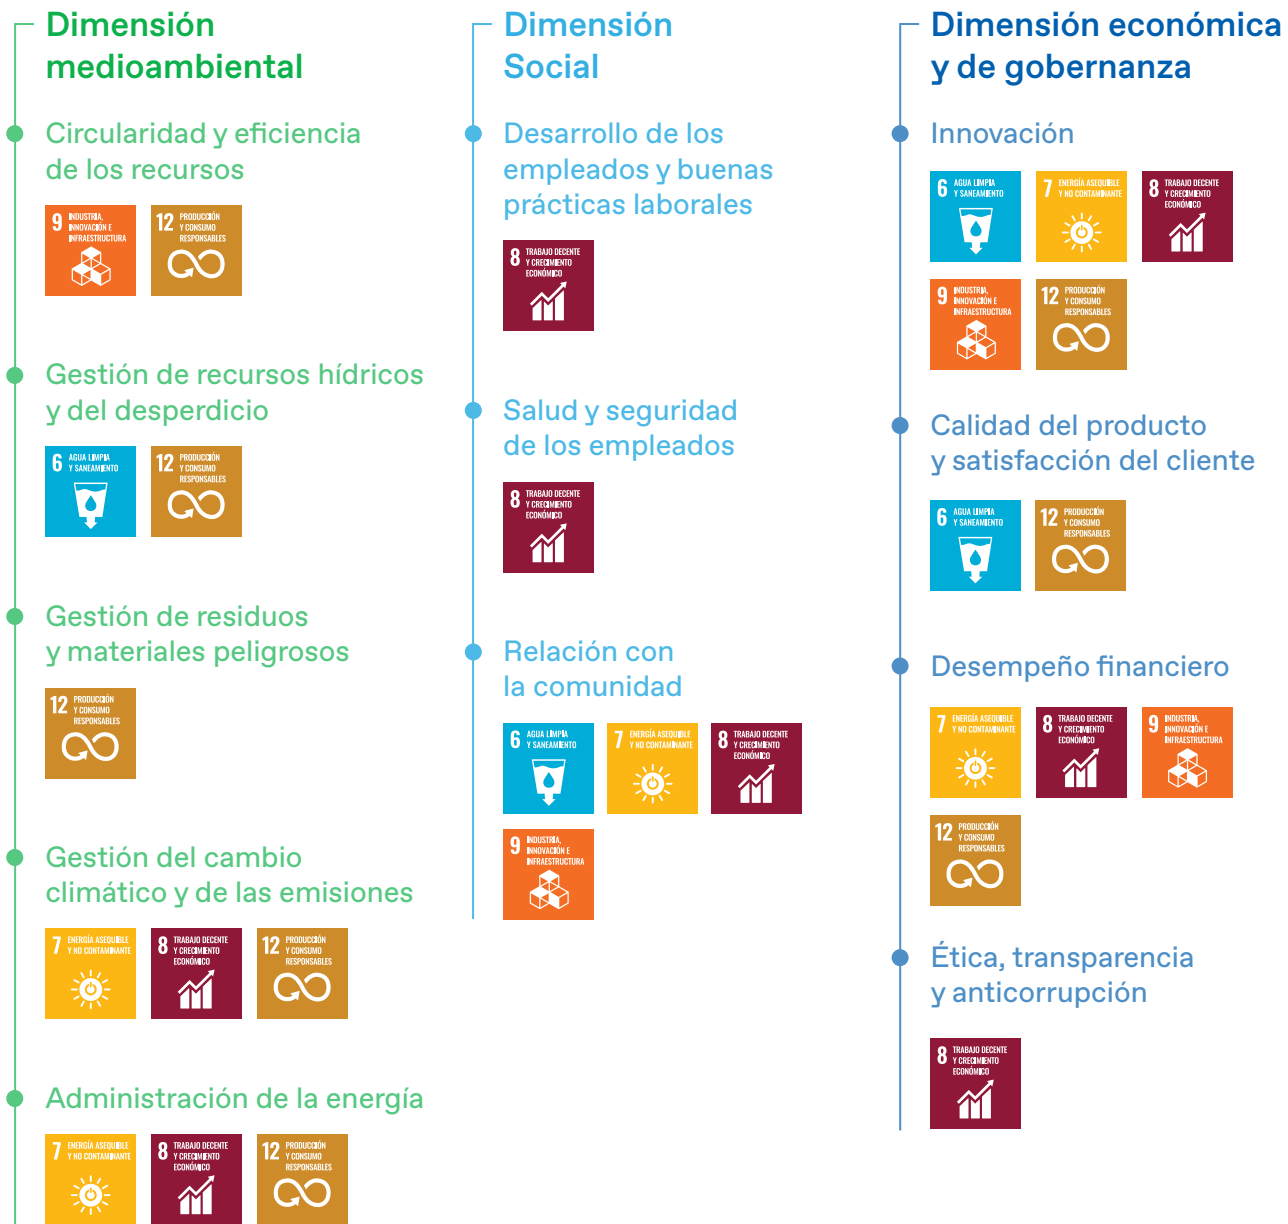 Dimensión
medioambiental
Circularidad y eficiencia
de los recursos
9 INDUSTRIA,
INNOVACIÓN E
INFRAESTRUCTURA
12 PRODUCCIÓN
Y CONSUMO
RESPONSABLES
Gestión de recursos hídricos
y del desperdicio
6 AGUA LIMPIA
Y SANEAMIENTO
12 PRODUCCIÓN
Y CONSUMO
RESPONSABLES
Gestión de residuos
y materiales peligrosos
12 PRODUCCIÓN
Y CONSUMO
RESPONSABLES
Gestión del cambio
climático y de las emisiones
7 ENERGÍA ASEQUIBLE
Y NO CONTAMINANTE
8 TRABAJO DECENTE
Y CRECIMIENTO
ECONÓMICO
12 PRODUCCIÓN
Y CONSUMO
RESPONSABLES
Administración de la energía
7 ENERGÍA ASEQUIBLE
Y NO CONTAMINANTE
8 TRABAJO DECENTE
Y CRECIMIENTO
ECONÓMICO
12 PRODUCCIÓN
Y CONSUMO
RESPONSABLES
Dimensión
Social
Desarrollo de los
empleados y buenas
prácticas laborales
8 TRABAJO DECENTE
Y CRECIMIENTO
ECONÓMICO
Salud y seguridad
de los empleados
8 TRABAJO DECENTE
Y CRECIMIENTO
ECONÓMICO
Relación con
la comunidad
6 AGUA LIMPIA
Y SANEAMIENTO
7 ENERGÍA ASEQUIBLE
Y NO CONTAMINANTE
8 TRABAJO DECENTE
Y CRECIMIENTO
ECONÓMICO
9 INDUSTRIA,
INNOVACIÓN E
INFRAESTRUCTURA
Dimensión económica
y de gobernanza
Innovación
6 AGUA LIMPIA
Y SANEAMIENTO
7 ENERGÍA ASEQUIBLE
Y NO CONTAMINANTE
8 TRABAJO DECENTE
Y CRECIMIENTO
ECONÓMICO
9 INDUSTRIA,
INNOVACIÓN E
INFRAESTRUCTURA
12 PRODUCCIÓN
Y CONSUMO
RESPONSABLES
Calidad del producto
y satisfacción del cliente
6 AGUA LIMPIA
Y SANEAMIENTO
12 PRODUCCIÓN
Y CONSUMO
RESPONSABLES
Desempeño financiero
7 ENERGÍA ASEQUIBLE
Y NO CONTAMINANTE
8 TRABAJO DECENTE
Y CRECIMIENTO
ECONÓMICO
9 INDUSTRIA,
INNOVACIÓN E
INFRAESTRUCTURA
12 PRODUCCIÓN
Y CONSUMO
RESPONSABLES
Ética, transparencia
y anticorrupción
8 TRABAJO DECENTE
Y CRECIMIENTO
ECONÓMICO